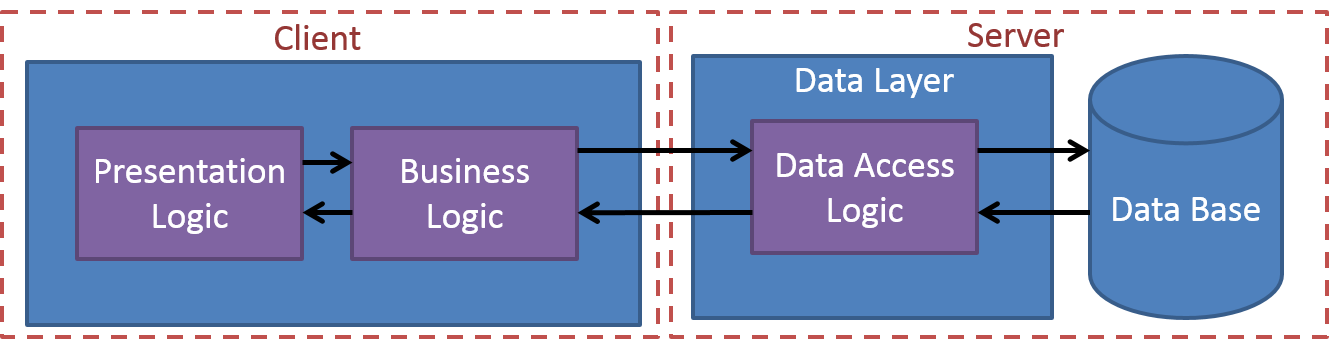 Client
Server
Data Layer
Presentation
Logic
Business
Logic
Data Access
Logic
Data Base